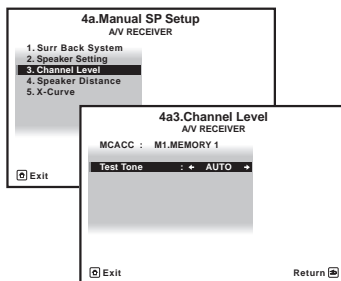 4a.Manual SP Setup
A/V RECEIVER
1. Surr Back System
2. Speaker Setting
3. Channel Level
4. Speaker Distance
5. X-Curve
Exit
4a3.Channel Level
A/V RECEIVER
MCACC : M1.MEMORY 1
Test Tone : ← AUTO →
Exit
Return